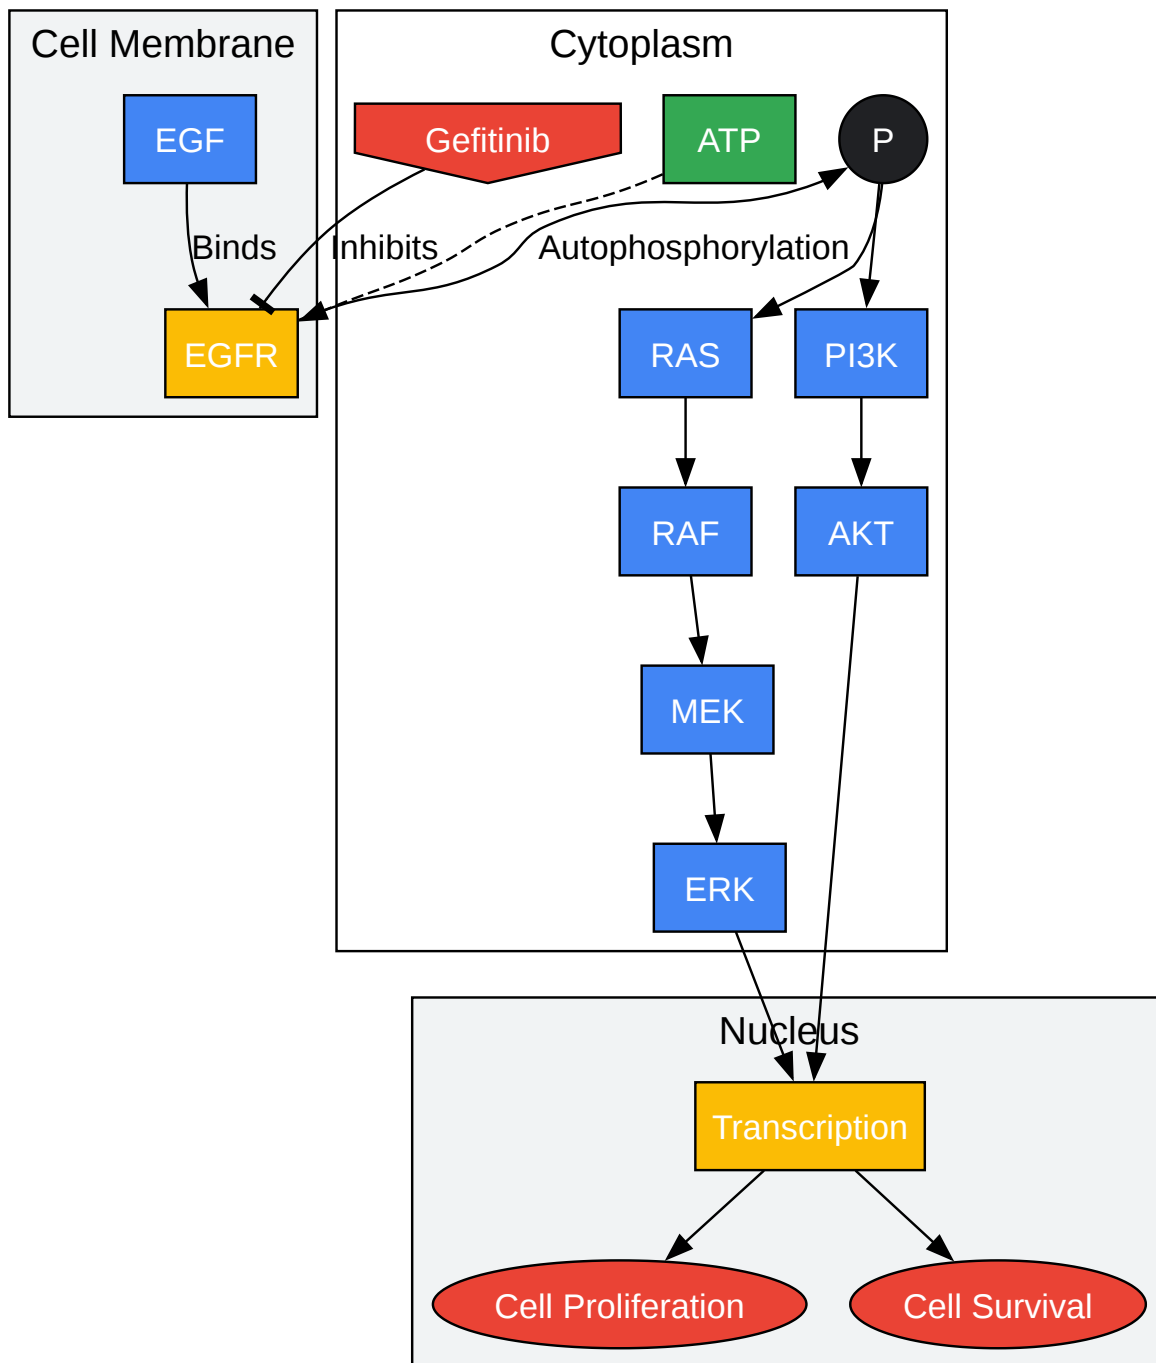 Cell Membrane
Cytoplasm
EGF
Gefitinib
ATP
P
Binds
Inhibits
Autophosphorylation
EGFR
RAS
PI3K
RAF
AKT
MEK
ERK
Nucleus
Transcription
Cell Proliferation
Cell Survival